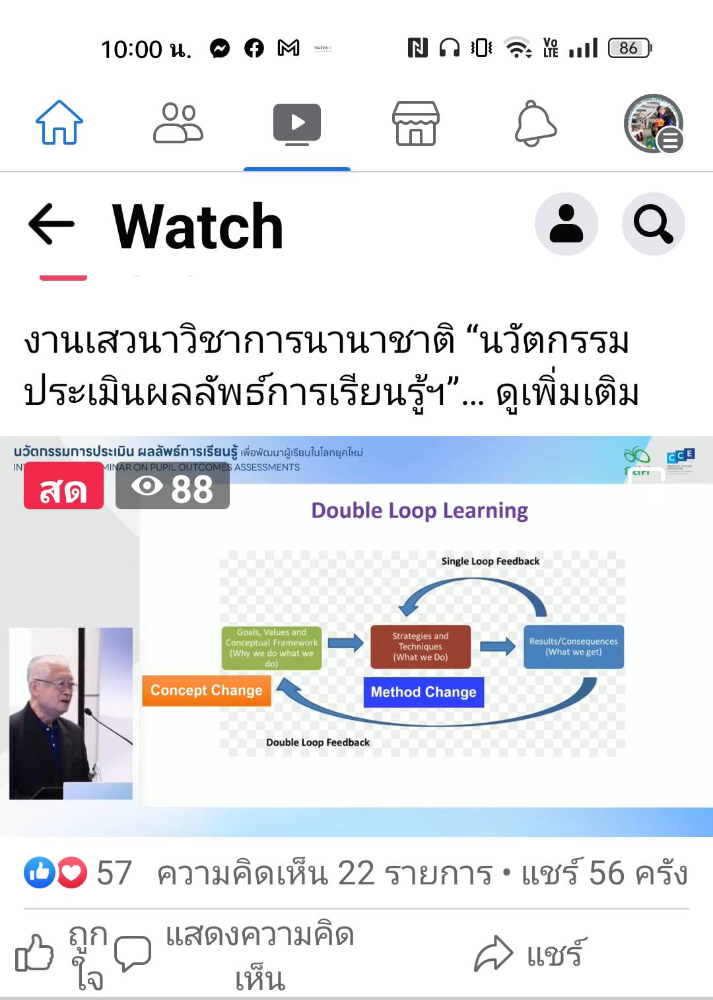 10:00 น.
Vo
LTE
86
Watch
งานเสวนาวิชาการนานาชาติ “นวัตกรรม
ประเมินผลลัพธ์การเรียนรู้ฯ”... ดูเพิ่มเติม
นวัตกรรมการประเมิน ผลลัพธ์การเรียนรู้ เพื่อพัฒนาผู้เรียนในโลกยุคใหม่
MINAR ON PUPIL OUTCOMES ASSESSMENTS
CCE
สด
88
Double Loop Learning
Single Loop Feedback
Goals, Values and
Conceptual Framework
(Why we do what we
do)
Strategies and
Techniques
(What we Do)
Results/Consequences
(What we get)
Concept Change
Method Change
Double Loop Feedback
57 ความคิดเห็น 22 รายการ • แชร์ 56 ครั้ง
ถูก
ใจ
แสดงความคิด
เห็น
แชร์